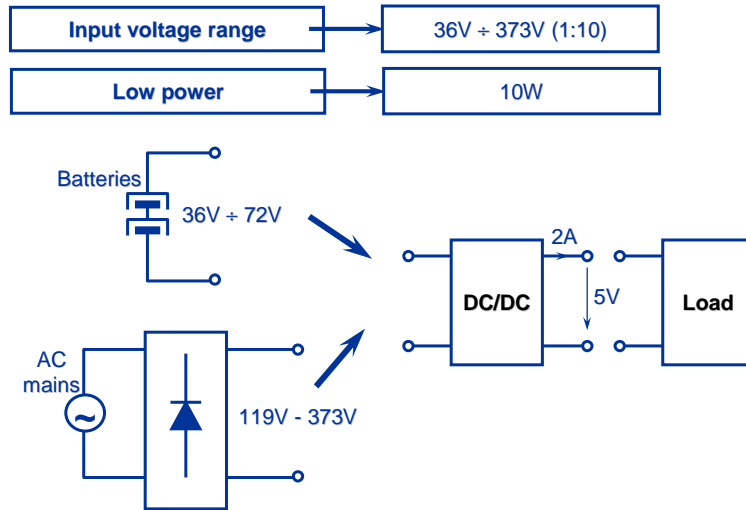 Input voltage range
36V ÷ 373V (1:10)
Low power
10W
Batteries
36V ÷ 72V
2A
DC/DC
5V
Load
AC
mains
~
119V - 373V